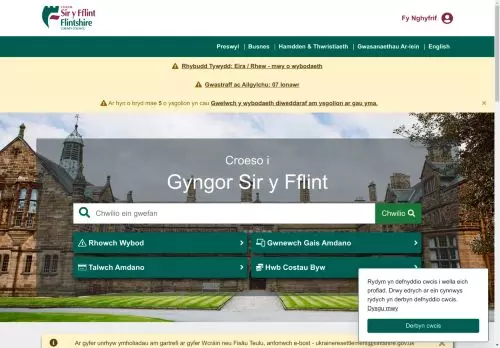 Sir y Fflint
Flintshire
Fy Nghyfrif
Preswyl | Busnes | Hamdden & Thwristiaeth | Gwasanaethau Ar-lein | English
Rhybudd Tywydd: Eira / Rhew - mwy o wybodaeth
Gwastraff ac Ailgylchu: 07 Ionawr
Ar hyn o bryd mae 5 o ysgolion yn cau Gwelwch y wybodaeth diweddaraf am ysgolion ar gau yma. ×
Croeso i
Gyngor Sir y Fflint
Chwilio ein gwefan
Chwilio
Rhowch Wybod
Gwnewch Gais Amdano
Talwch Amdano
Hwb Costau Byw
Rydym yn defnyddio cwcis i wella eich
profiad. Drwy edrych ar ein cynnwys
rydych yn derbyn defnyddio cwcis.
Dysgu mwy
Derbyn cwcis
Ar gyfer unrhyw ymholiadau am gartrefi ar gyfer Wcráin neu Fisâu Teulu, anfonwch e-bost - ukraineresettlement@flintshire.gov.uk